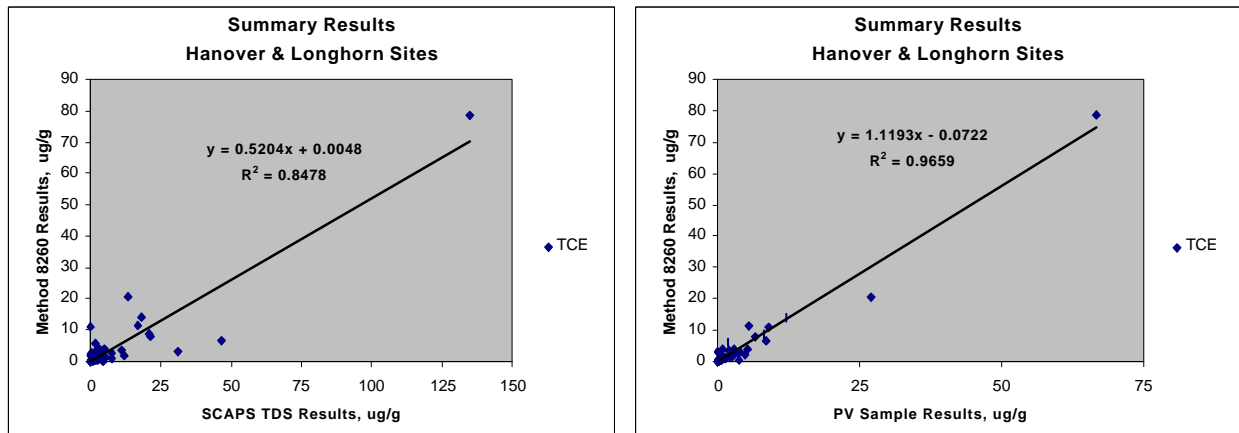 Summary Results
Hanover & Longhorn Sites
90
80
70
60
50
40
30
20
10
0
Method 8260 Results, ug/g
y = 0.5204x + 0.0048
R² = 0.8478
TCE
0 25 50 75 100 125 150
SCAPS TDS Results, ug/g
Summary Results
Hanover & Longhorn Sites
90
80
70
60
50
40
30
20
10
0
Method 8260 Results, ug/g
y = 1.1193x - 0.0722
R² = 0.9659
TCE
0 25 50 75
PV Sample Results, ug/g